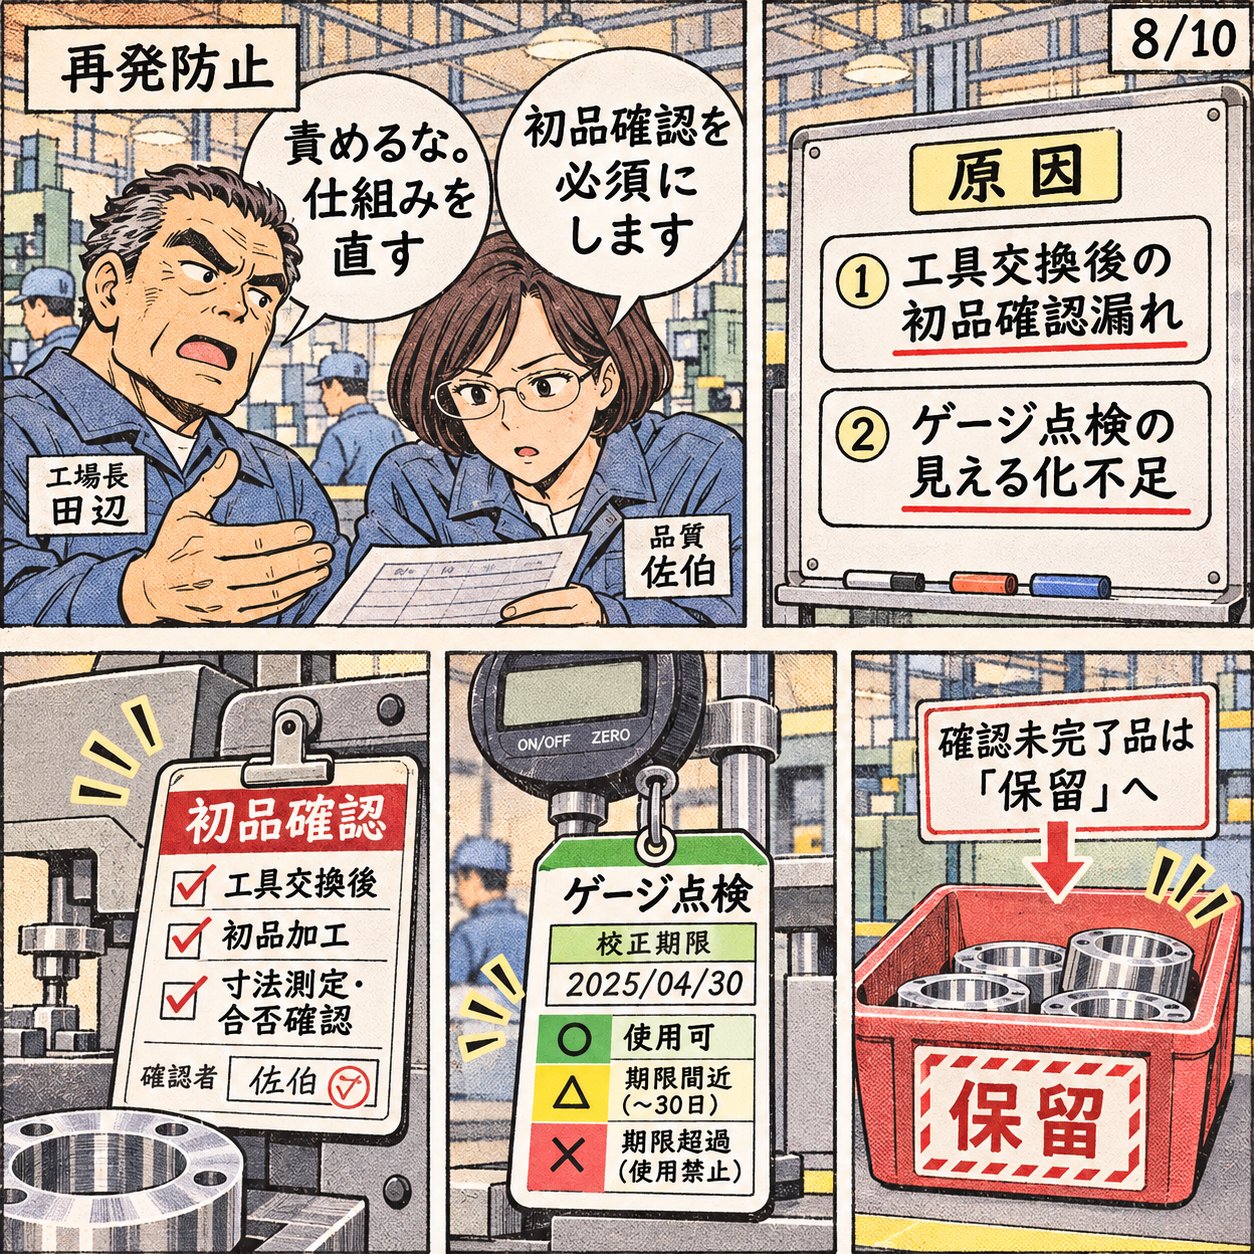 再発防止
責めるな。
仕組みを
直す
初品確認を
必須に
します
工場長
田辺
品質
佐伯
8/10
原因
① 工具交換後の
初品確認漏れ
② ゲージ点検の
見える化不足
初品確認
工具交換後
初品加工
寸法測定・
合否確認
確認者 佐伯
ON/OFF ZERO
ゲージ点検
校正期限
2025/04/30
○ 使用可
△ 期限間近
(～30日)
× 期限超過
(使用禁止)
確認未完了品は
「保留」へ
保留